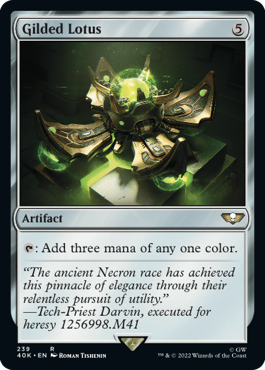 Gilded Lotus 5
Artifact
: Add three mana of any one color.
“The ancient Necron race has achieved
this pinnacle of elegance through their
relentless pursuit of utility.”
—Tech-Priest Darvin, executed for
heresy 1256998.M41
239 R
40K • EN ROMAN TISHENIN
© GW
™ & © 2022 Wizards of the Coast